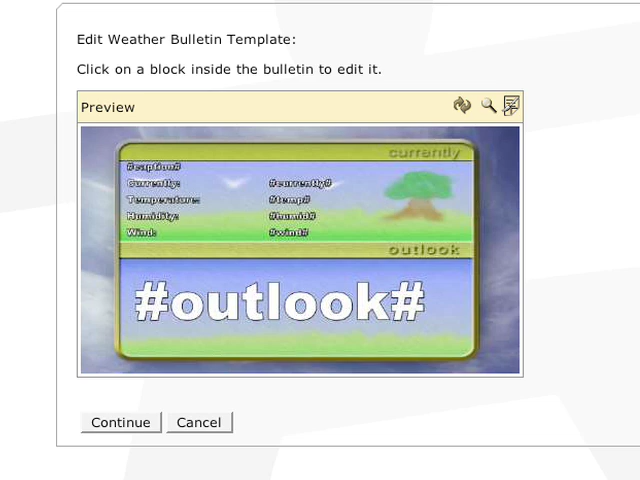 Edit Weather Bulletin Template:
Click on a block inside the bulletin to edit it.
Preview
currently
#caption#
Currently: #currently#
Temperature: #temp#
Humidity: #humid#
Wind: #wind#
outlook
#outlook#
Continue Cancel